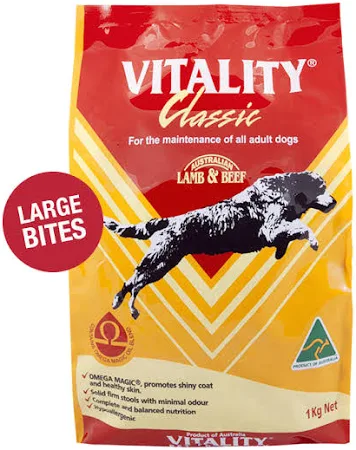 VITALITY®
Classic
For the maintenance of all adult dogs
AUSTRALIAN
LAMB & BEEF
LARGE
BITES
PRODUCT OF AUSTRALIA
OMEGA MAGIC®, promotes shiny coat
and healthy skin.
Solid firm stools with minimal odour
Complete and balanced nutrition
Hypoallergenic
1Kg Net
Product of Australia
VITALITY